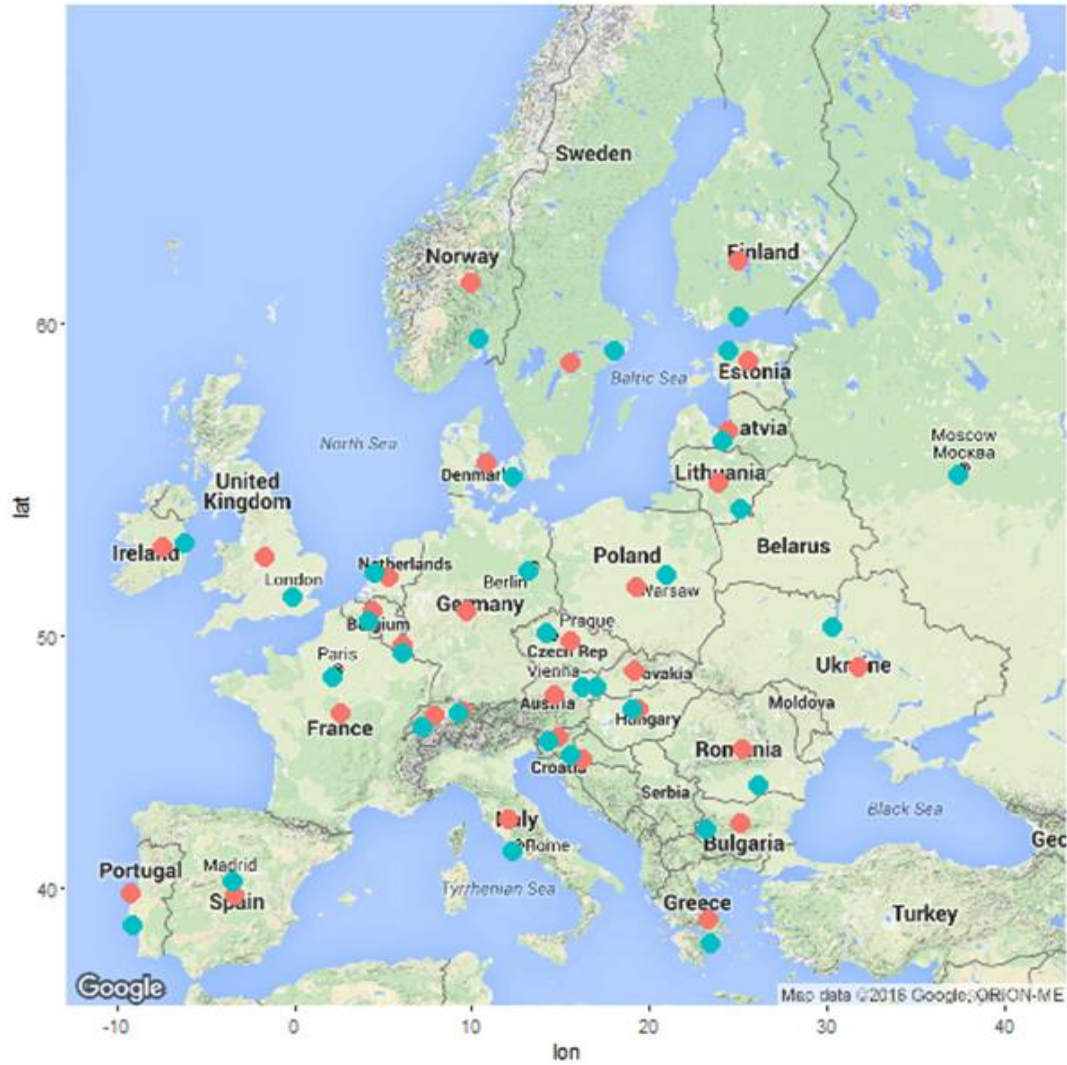 Sweden
Norway
Finland
60
Estonia
Baltic Sea
North Sea
atvia
Moscow
Москва
Denmar
Lithuania
United
Kingdom
lat
Ireland
Belarus
Poland
Netherlands
London
Berlin
Warsaw
Germany
Belgium
Prague
50
Czech Rep
Paris
Vienna
ovakia
Ukraine
Austria
Moldova
Hungary
France
Romania
Croatia
Serbia
Black Sea
Italy
Bulgaria
Rome
Geo
Portugal
Madrid
40
Tyrrhenian Sea
Spain
Greece
Turkey
Google
Map data ©2016 Google, ORION-ME
-10
0
10
20
30
40
lon